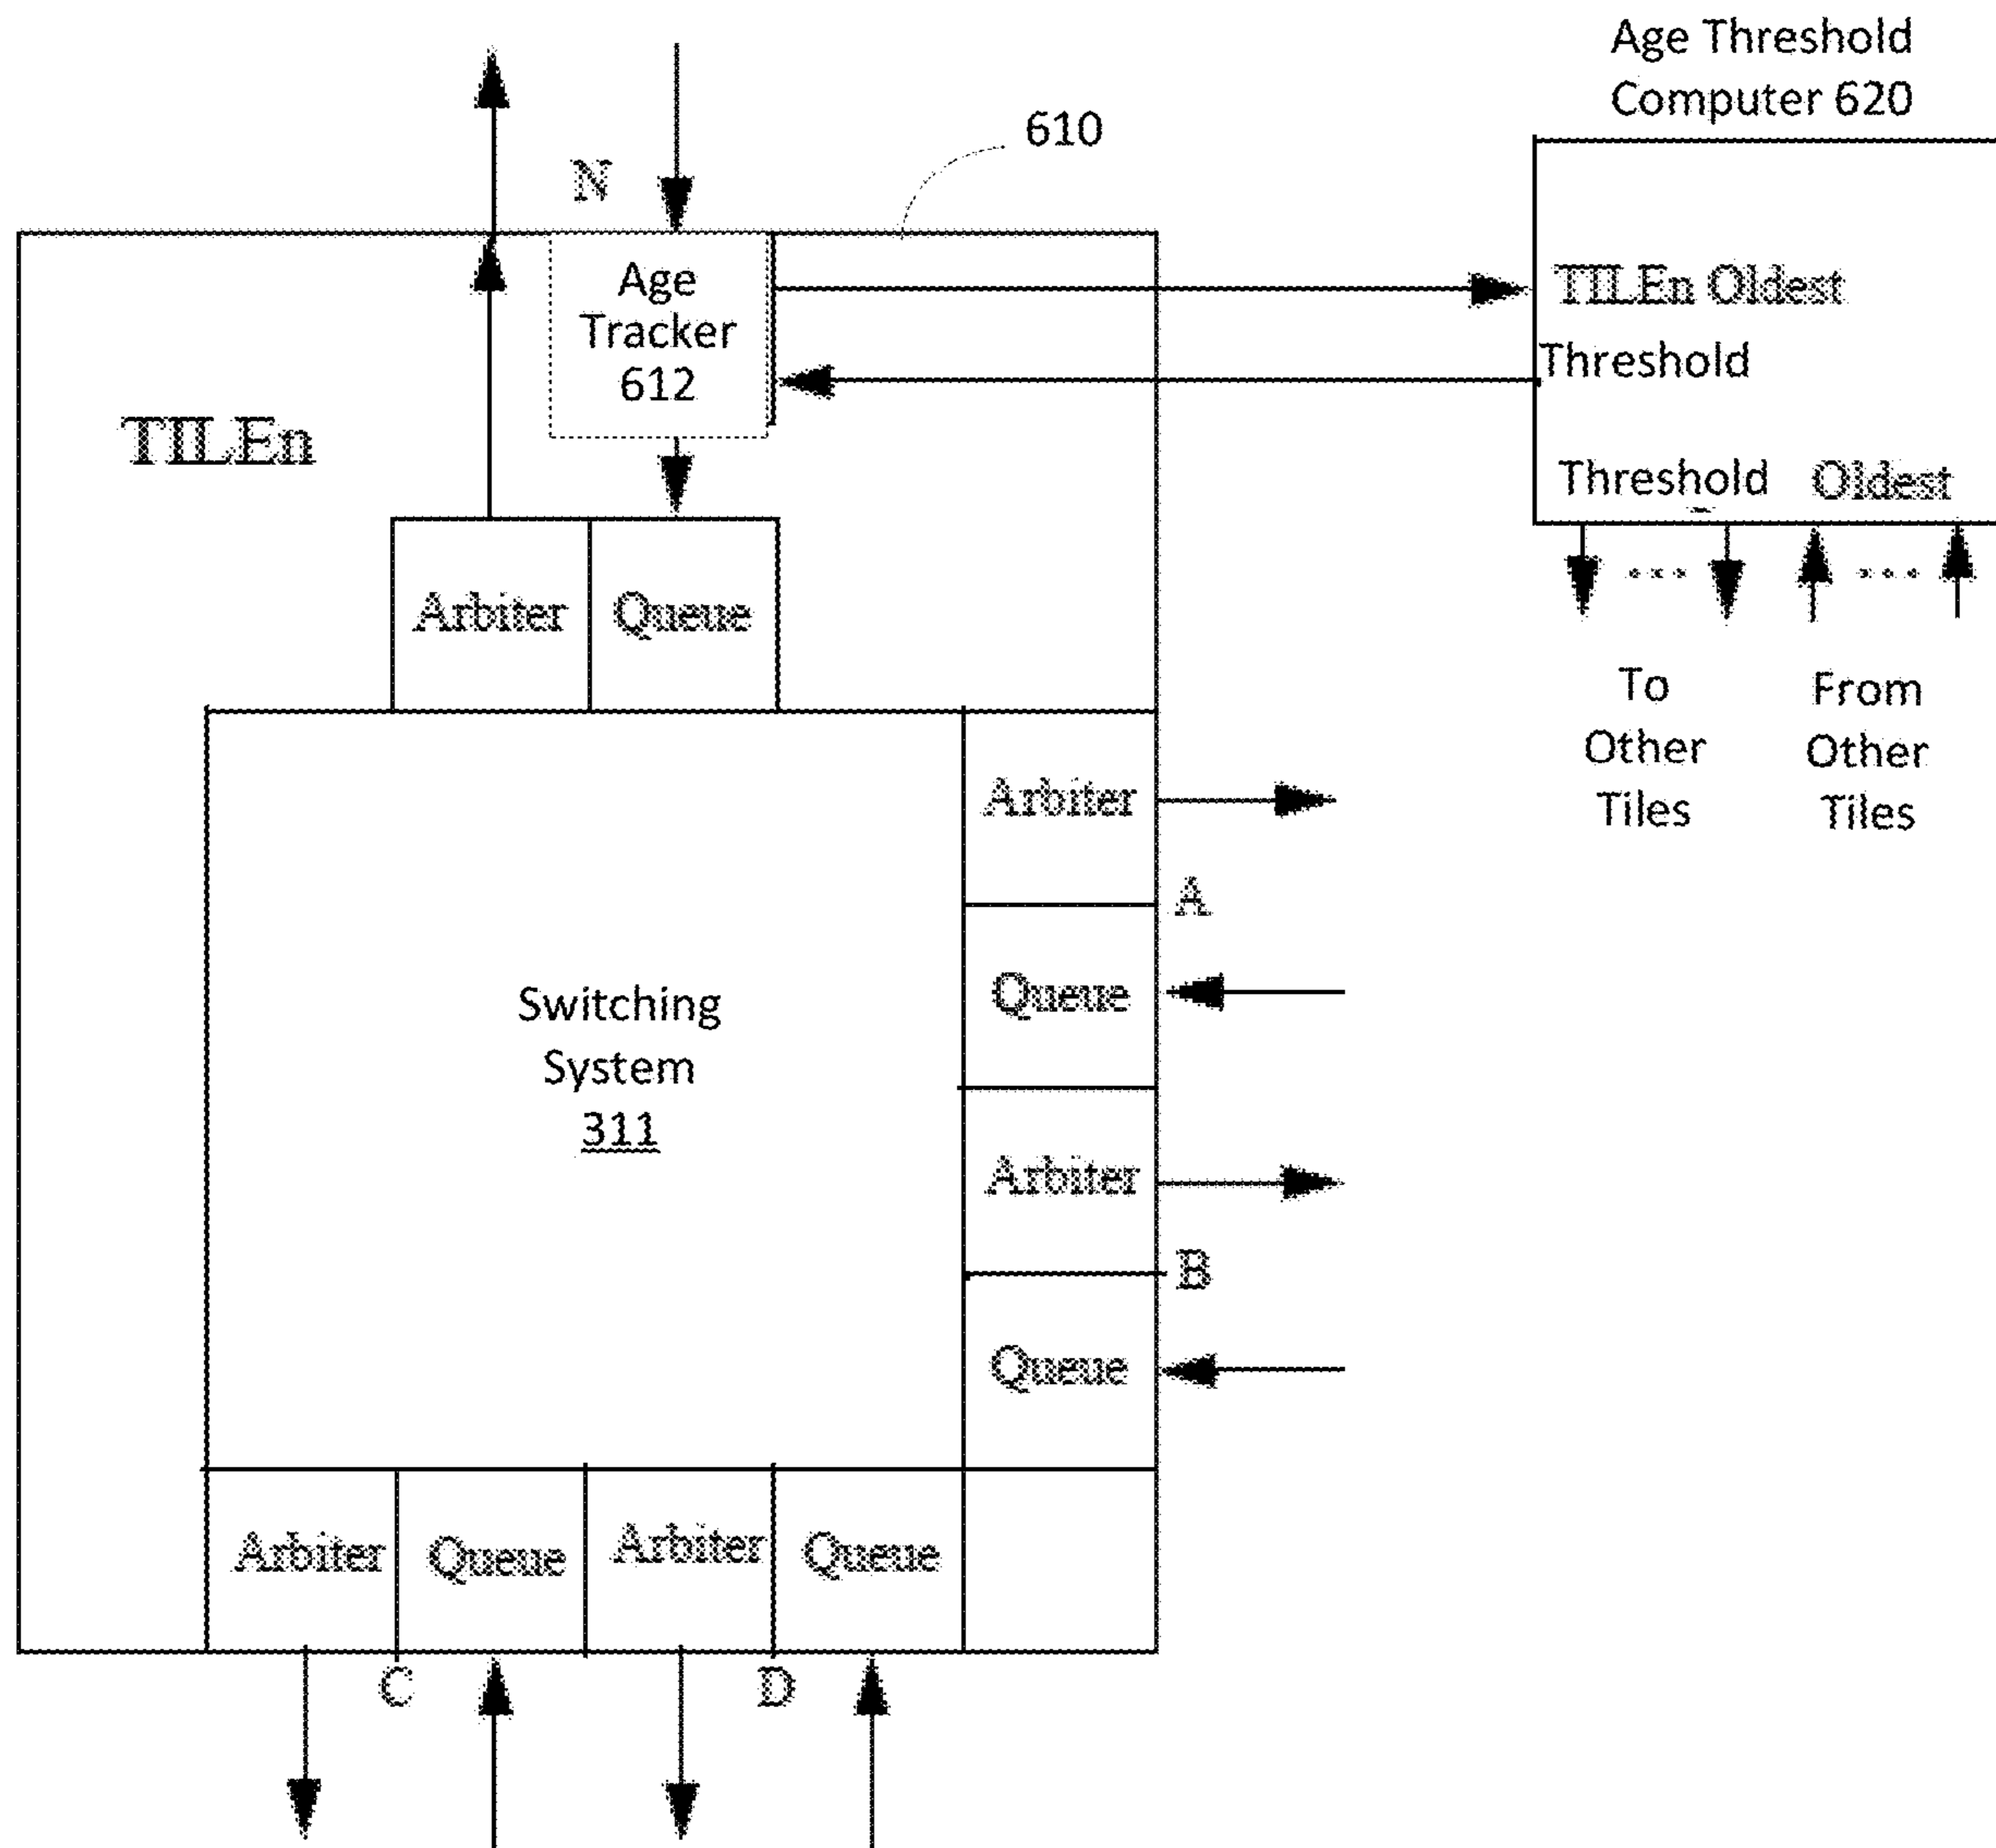 Age Threshold
Computer 620
610
N
Age
Tracker
612
TILEn Oldest
Threshold
TILEn
Threshold Oldest
... ...
Arbiter Queue
To
Other
Tiles
From
Other
Tiles
Arbiter
A
Queue
Switching
System
311
Arbiter
B
Queue
Arbiter Queue Arbiter Queue
C
D